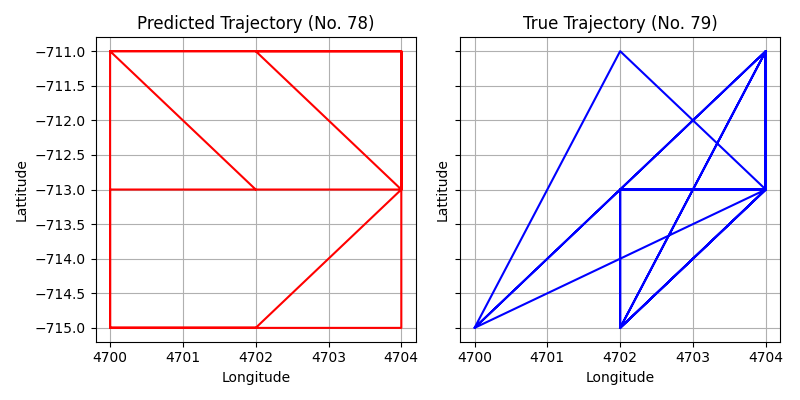 Predicted Trajectory (No. 78)
True Trajectory (No. 79)
−711.0
−711.5
−712.0
−712.5
−713.0
−713.5
−714.0
−714.5
−715.0
Lattitude
Lattitude
4700 4701 4702 4703 4704
4700 4701 4702 4703 4704
Longitude
Longitude